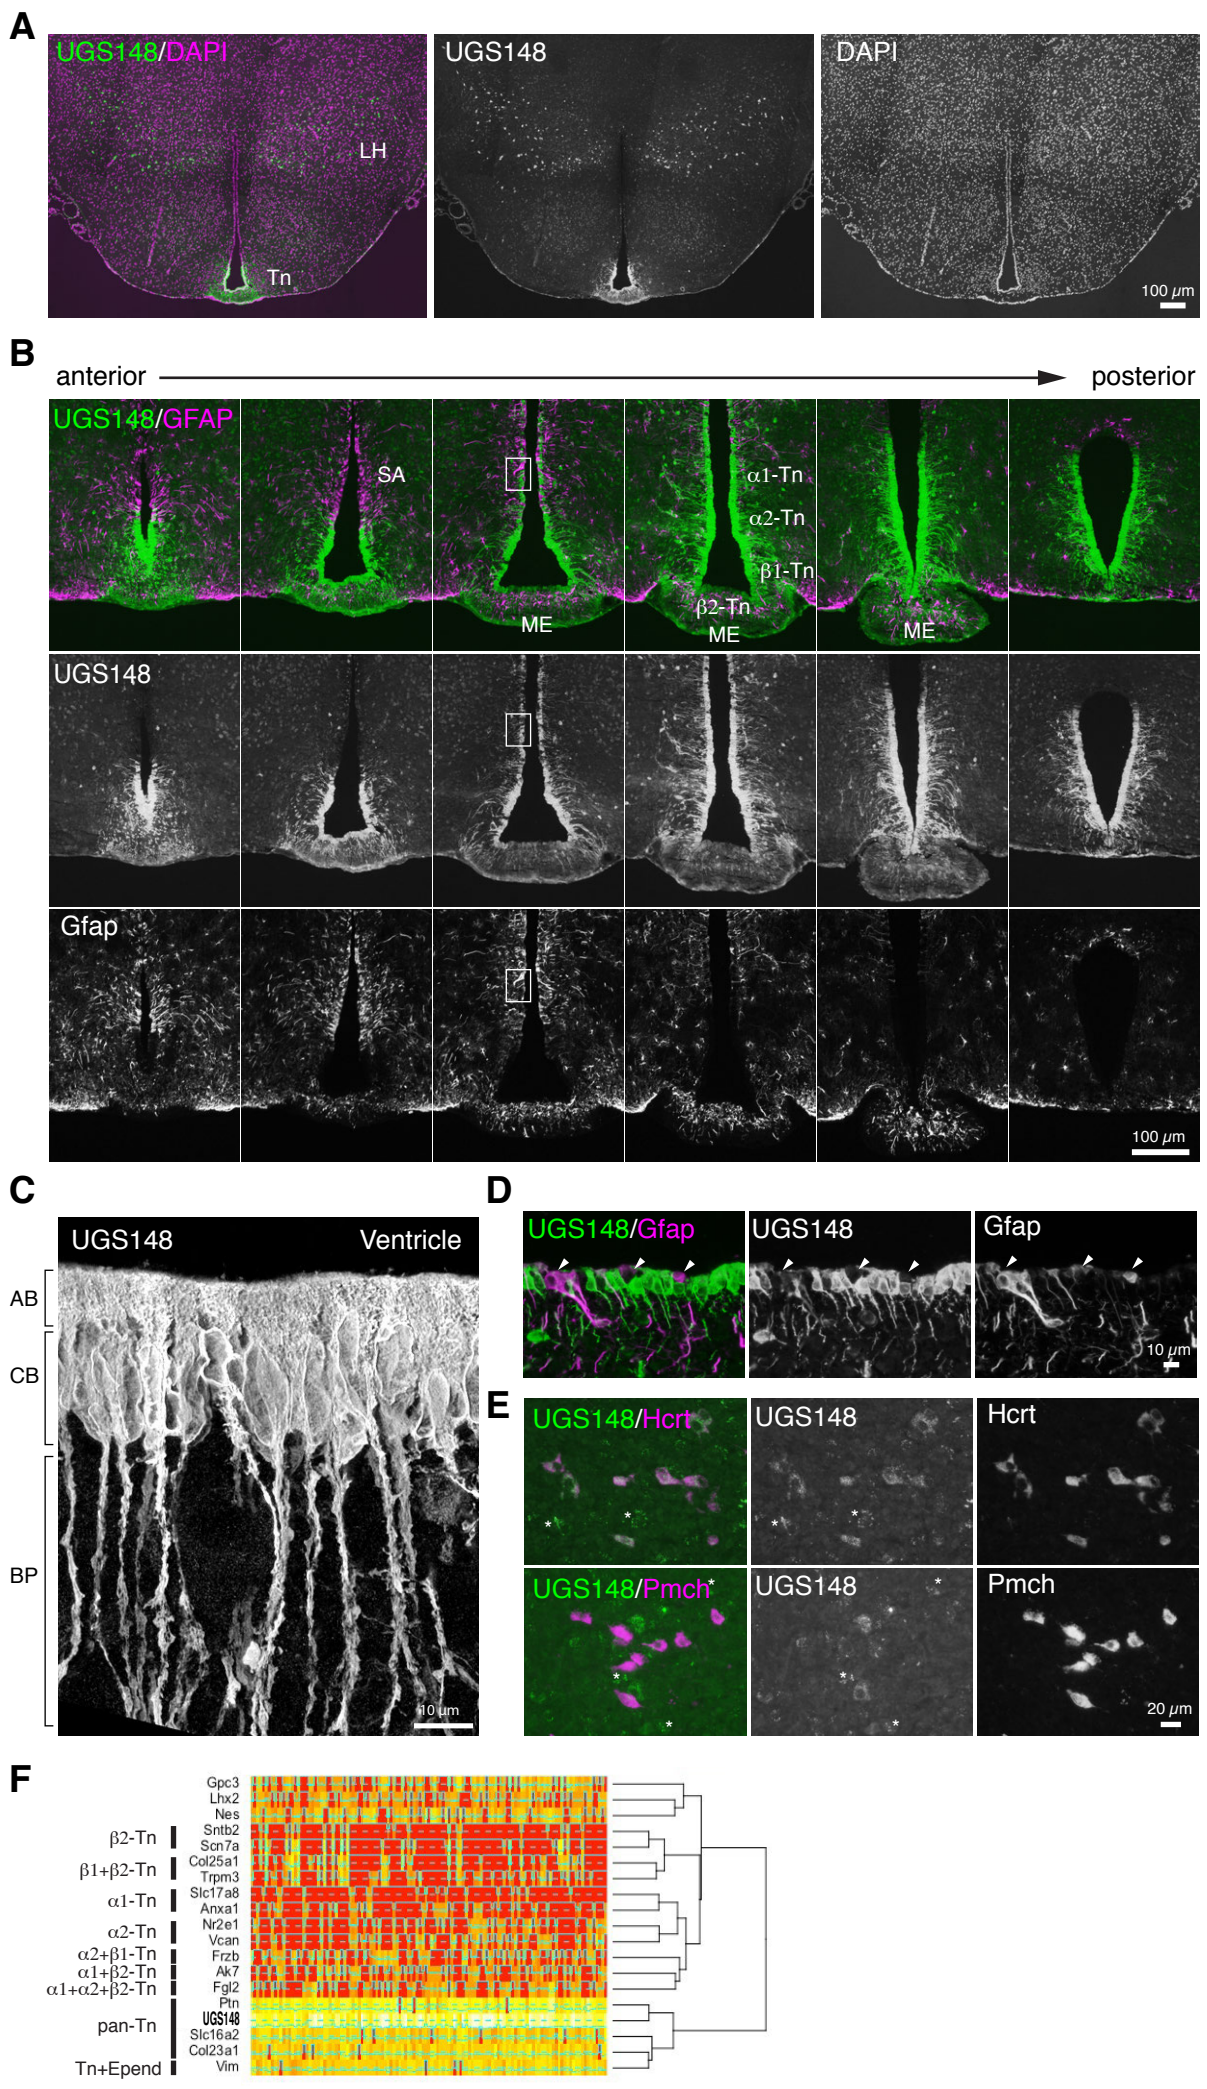 A
UGS148/DAPI
UGS148
DAPI
LH
Tn
100 µm
B
anterior
posterior
UGS148/GFAP
SA
α1-Tn
α2-Tn
β1-Tn
β2-Tn
ME
ME
ME
UGS148
Gfap
100 µm
C
D
UGS148
Ventricle
AB
CB
BP
10 µm
UGS148/Gfap
UGS148
Gfap
10 µm
E
UGS148/Hcrt
UGS148
Hcrt
* *
* *
UGS148/Pmch*
UGS148
*
Pmch
*
*
*
*
20 µm
F
Gpc3
Lhx2
Nes
β2-Tn
Sntb2
Scn7a
β1+β2-Tn
Col25a1
Trpm3
α1-Tn
Slc17a8
Anxa1
α2-Tn
Nr2e1
Vcan
α2+β1-Tn
Frzb
α1+β2-Tn
Ak7
α1+α2+β2-Tn
Fgl2
pan-Tn
Ptn
UGS148
Slc16a2
Col23a1
Tn+Epend
Vim